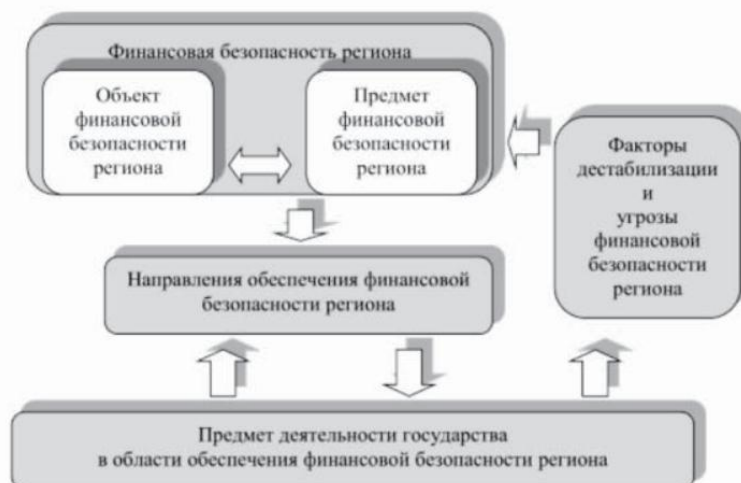 Финансовая безопасность региона
Объект
финансовой
безопасности
региона
Предмет
финансовой
безопасности
региона
Факторы
дестабилизации
и
угрозы
финансовой
безопасности
региона
Направления обеспечения финансовой
безопасности региона
Предмет деятельности государства
в области обеспечения финансовой безопасности региона